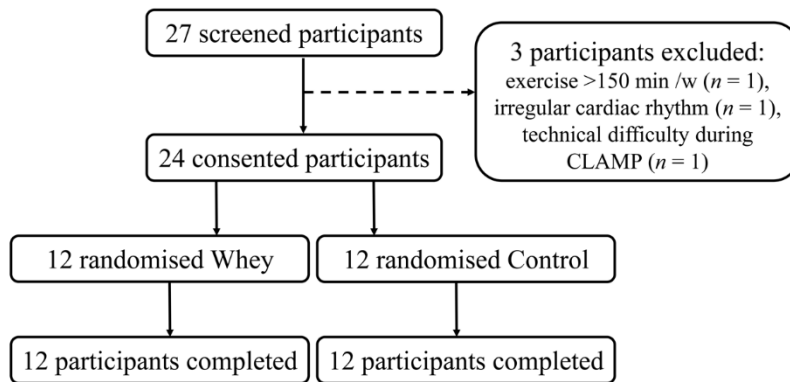 27 screened participants
3 participants excluded:
exercise >150 min /w (n = 1),
irregular cardiac rhythm (n = 1),
technical difficulty during
CLAMP (n = 1)
24 consented participants
12 randomised Whey
12 randomised Control
12 participants completed
12 participants completed